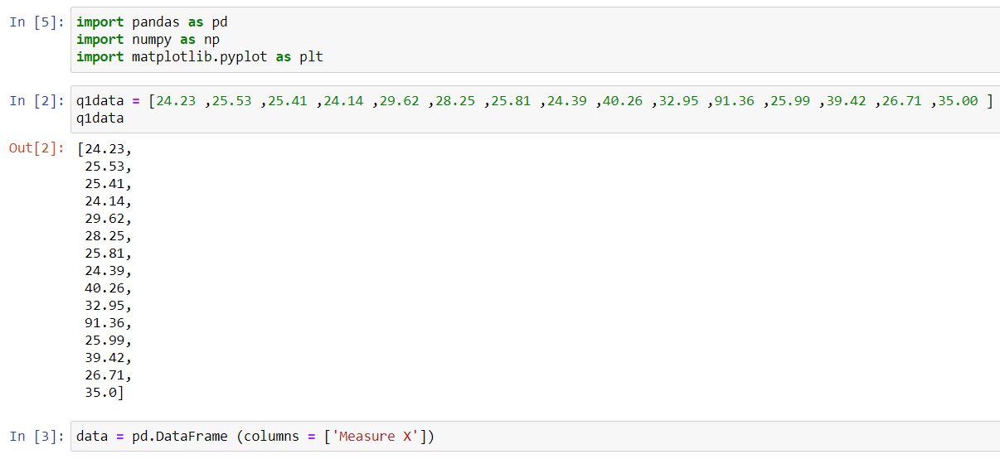 In [5]: import pandas as pd
import numpy as np
import matplotlib.pyplot as plt
In [2]: q1data = [24.23 ,25.53 ,25.41 ,24.14 ,29.62 ,28.25 ,25.81 ,24.39 ,40.26 ,32.95 ,91.36 ,25.99 ,39.42 ,26.71 ,35.00 ]
q1data
Out[2]: [24.23,
25.53,
25.41,
24.14,
29.62,
28.25,
25.81,
24.39,
40.26,
32.95,
91.36,
25.99,
39.42,
26.71,
35.0]
In [3]: data = pd.DataFrame (columns = ['Measure X'])